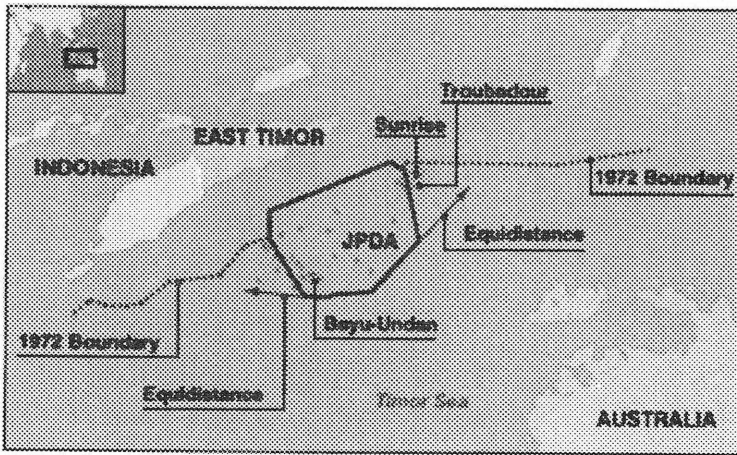 Troubadour
Sunrise
EAST TIMOR
INDONESIA
1972 Boundary
JPDA
Equidistance
Bayu-Undan
1972 Boundary
Equidistance
Timor Sea
AUSTRALIA